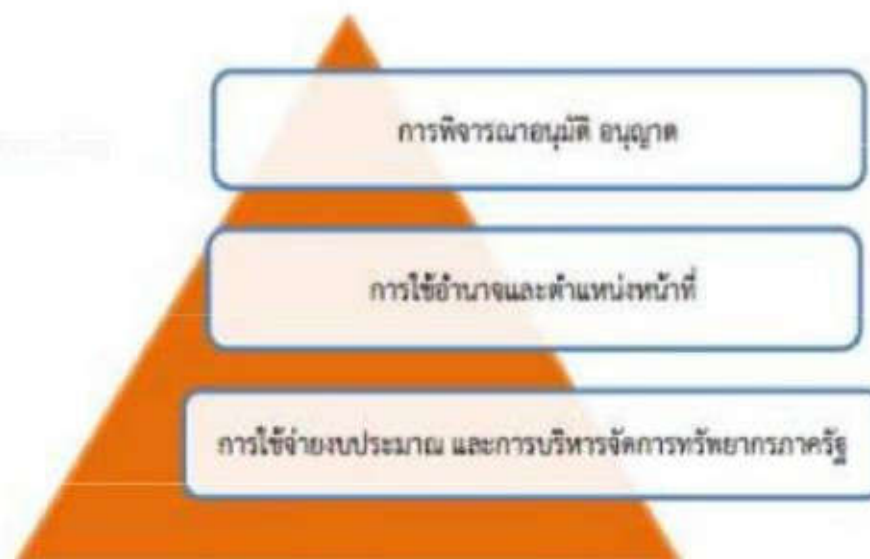 การพิจารณาอนุมัติ อนุญาต
การใช้อำนาจและตำแหน่งหน้าที่
การใช้จ่ายงบประมาณ และการบริหารจัดการทรัพยากรภาครัฐ